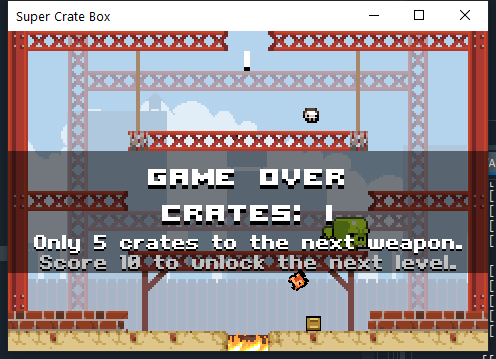 Super Crate Box
GAME OVER
CRATES: 1
Only 5 crates to the next weapon.
Score 10 to unlock the next level.